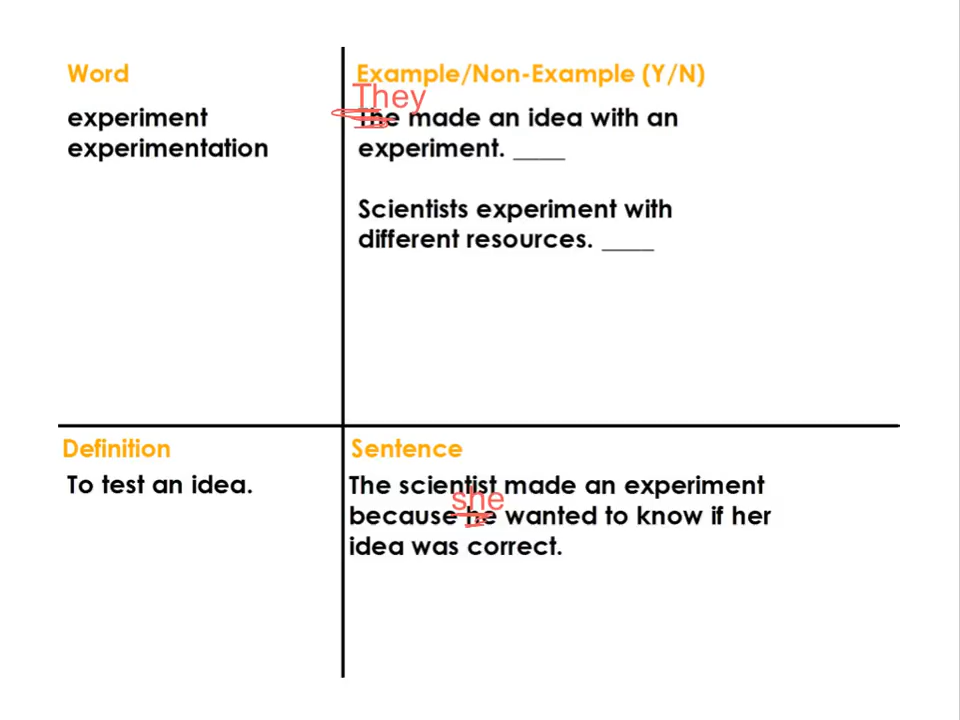 Word
experiment
experimentation
Example/Non-Example (Y/N)
They
The made an idea with an
experiment. ____
Scientists experiment with
different resources. ____
Definition
To test an idea.
Sentence
The scientist made an experiment
she
because he wanted to know if her
idea was correct.